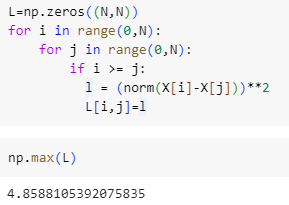 L=np.zeros((N,N))
for i in range(0,N):
    for j in range(0,N):
        if i >= j:
          l = (norm(X[i]-X[j]))**2
          L[i,j]=l
np.max(L)
4.8588105392075835